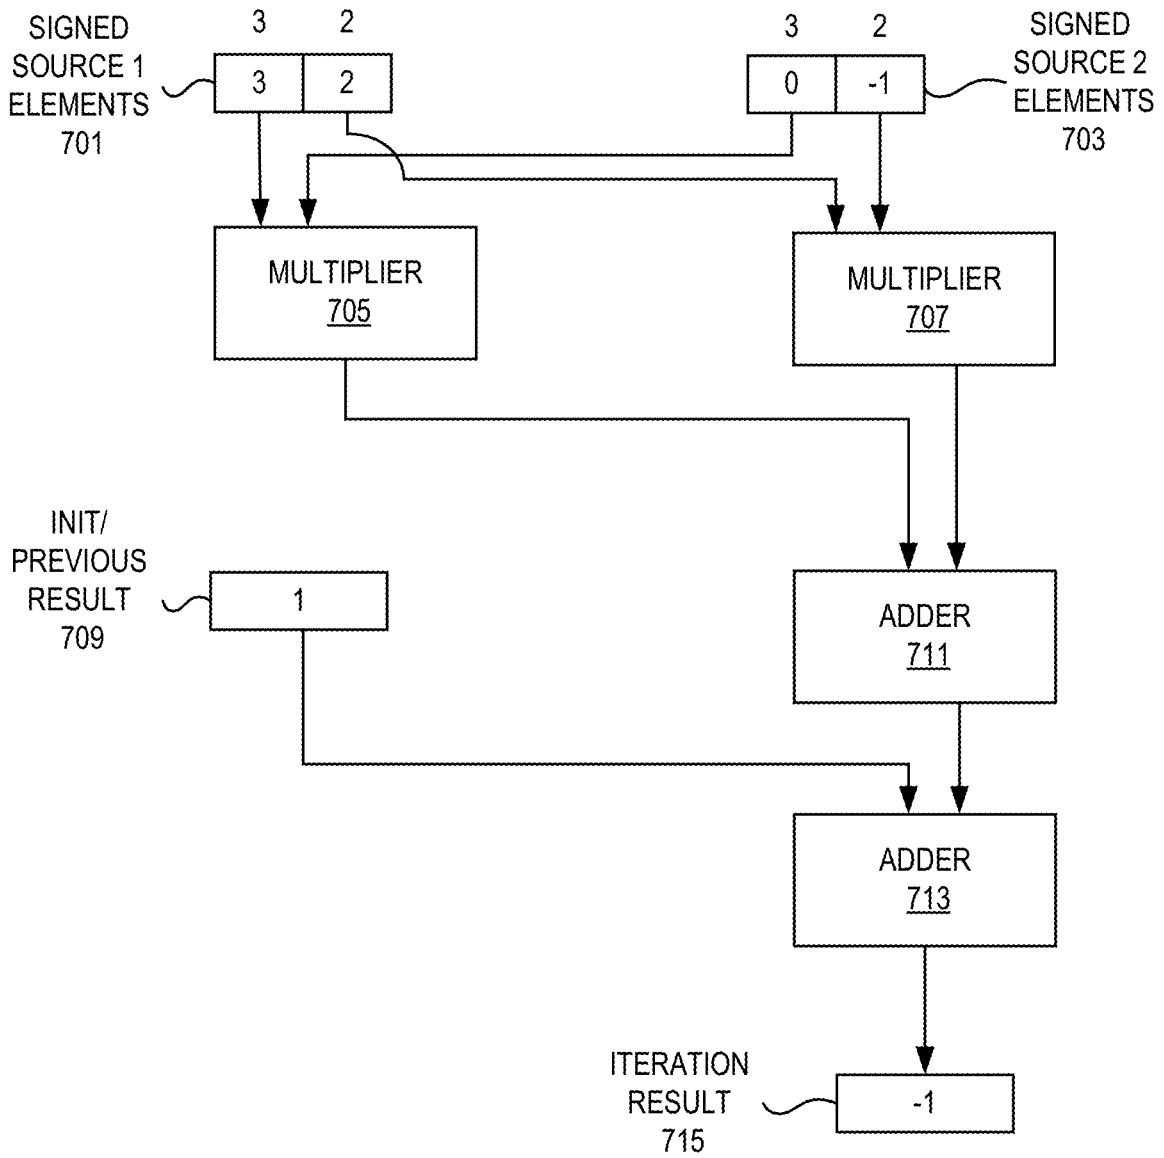 SIGNED
SOURCE 1
ELEMENTS
701
3 2
3 2
3 2
0 -1
SIGNED
SOURCE 2
ELEMENTS
703
MULTIPLIER
705
MULTIPLIER
707
INIT/
PREVIOUS
RESULT
709
1
ADDER
711
ADDER
713
ITERATION
RESULT
715
-1